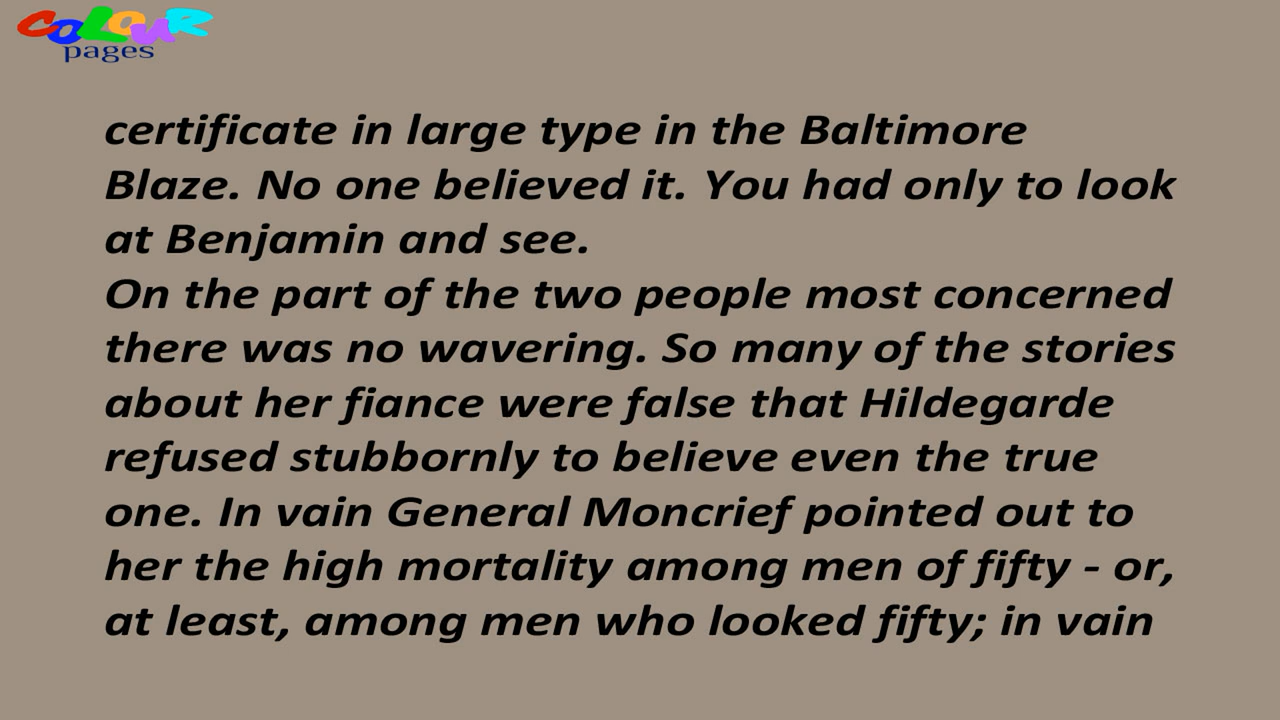 COLOUR
pages
certificate in large type in the Baltimore
Blaze. No one believed it. You had only to look
at Benjamin and see.
On the part of the two people most concerned
there was no wavering. So many of the stories
about her fiance were false that Hildegarde
refused stubbornly to believe even the true
one. In vain General Moncrief pointed out to
her the high mortality among men of fifty - or,
at least, among men who looked fifty; in vain